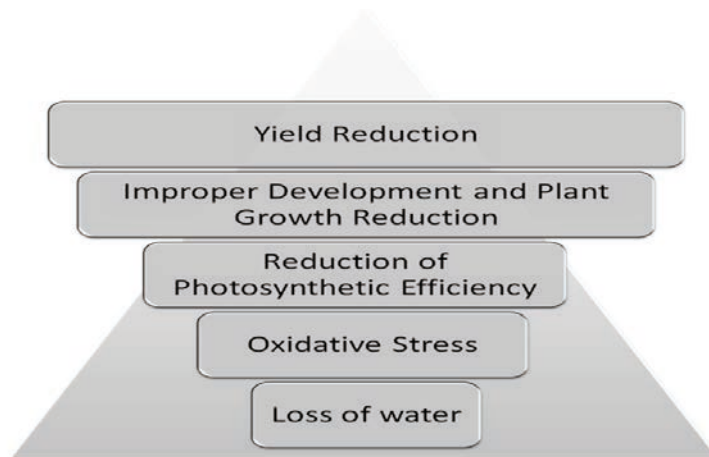 Yield Reduction
Improper Development and Plant
Growth Reduction
Reduction of
Photosynthetic Efficiency
Oxidative Stress
Loss of water